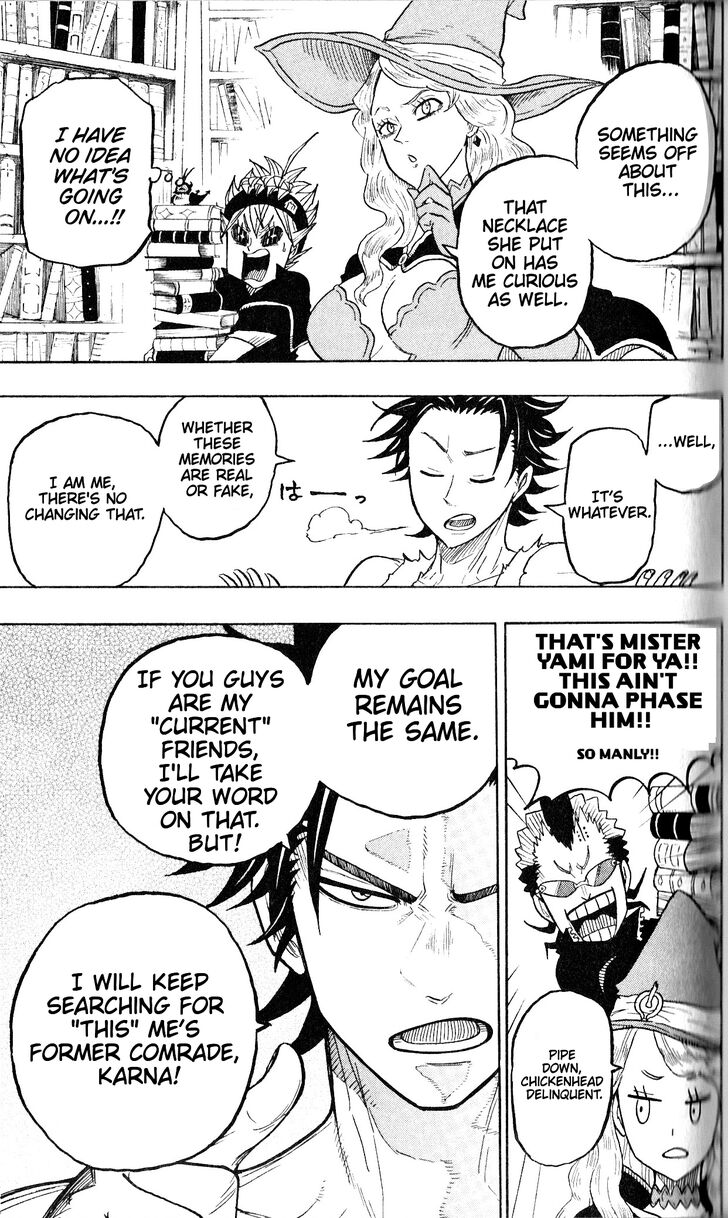 SOMETHING
SEEMS OFF
ABOUT
THIS...
THAT
NECKLACE
SHE PUT
ON HAS
ME CURIOUS
AS WELL.
I HAVE
NO IDEA
WHAT'S
GOING
ON...!!
...WELL,
IT'S
WHATEVER.
はーっ
WHETHER
THESE
MEMORIES
ARE REAL
OR FAKE,
I AM ME,
THERE'S NO
CHANGING THAT.
THAT'S MISTER
YAMI FOR YA!!
THIS AIN'T
GONNA PHASE
HIM!!
SO MANLY!!
PIPE
DOWN,
CHICKENHEAD
DELINQUENT.
MY GOAL
REMAINS
THE SAME.
IF YOU GUYS
ARE MY
"CURRENT"
FRIENDS,
I'LL TAKE
YOUR WORD
ON THAT.
BUT!
I WILL KEEP
SEARCHING FOR
"THIS" ME'S
FORMER COMRADE,
KARNA!